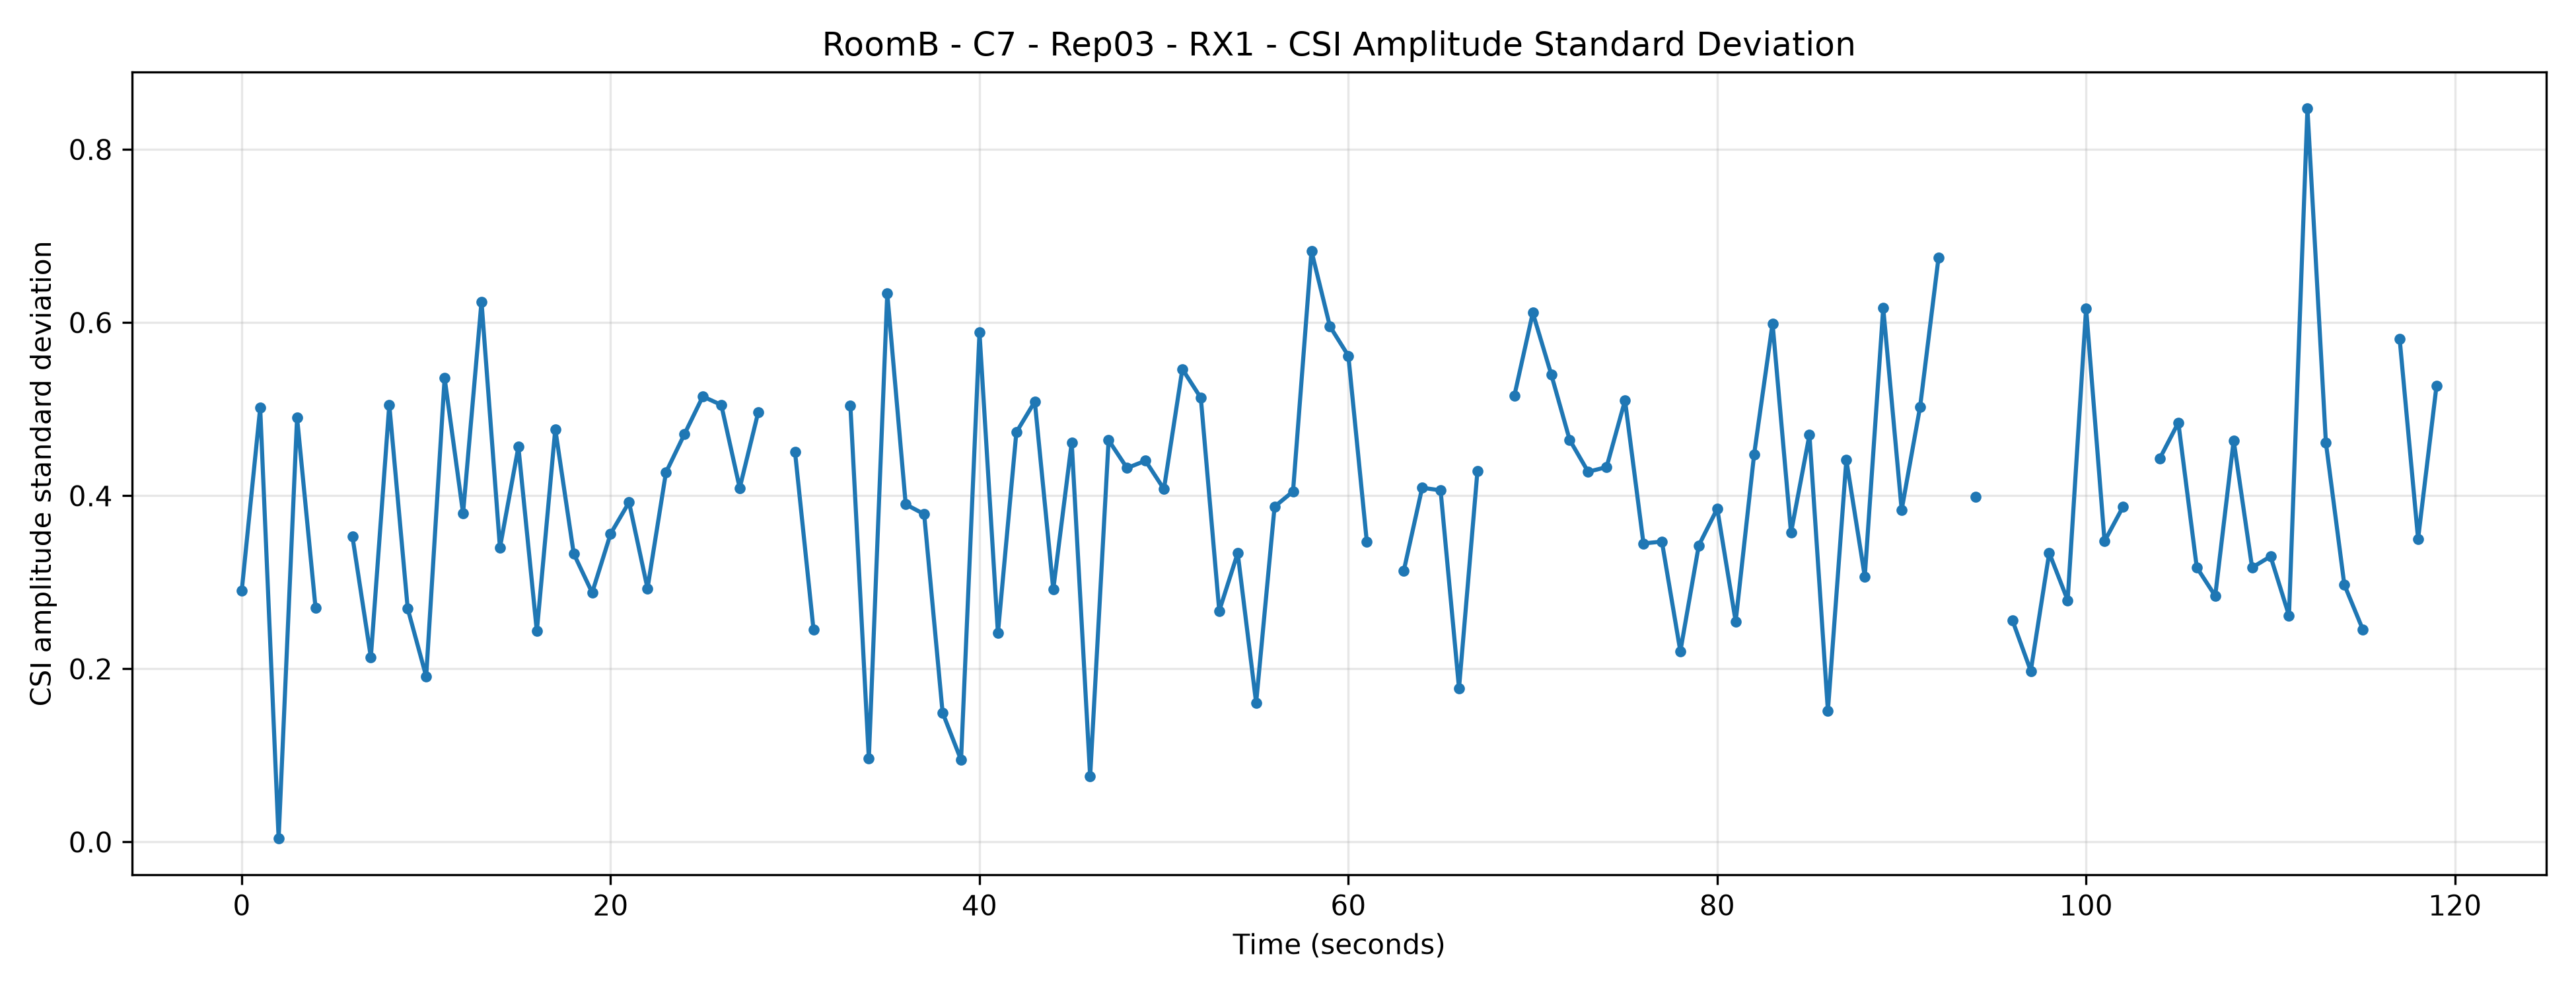 RoomB - C7 - Rep03 - RX1 - CSI Amplitude Standard Deviation
CSI amplitude standard deviation
0.8
0.6
0.4
0.2
0.0
0 20 40 60 80 100 120
Time (seconds)